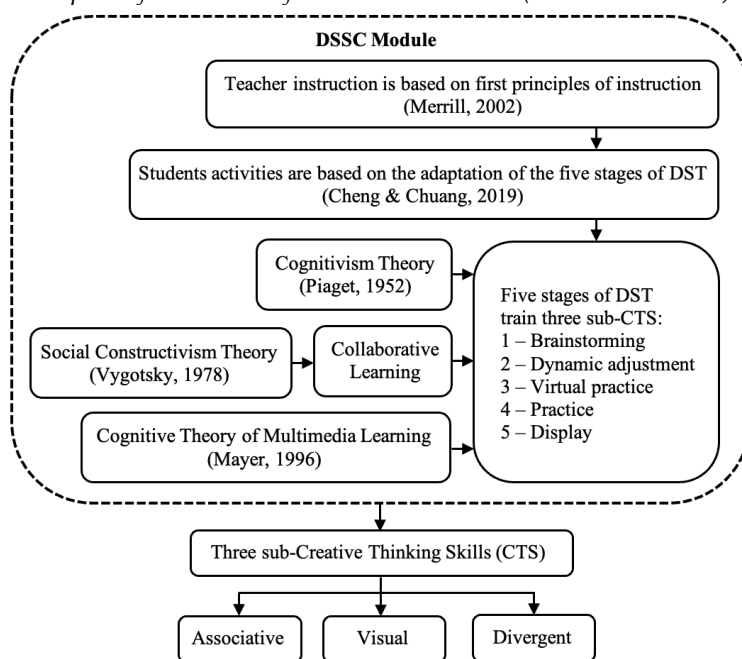 DSSC Module
Teacher instruction is based on first principles of instruction
(Merrill, 2002)
Students activities are based on the adaptation of the five stages of DST
(Cheng & Chuang, 2019)
Cognitivism Theory
(Piaget, 1952)
Social Constructivism Theory
(Vygotsky, 1978)
Collaborative
Learning
Cognitive Theory of Multimedia Learning
(Mayer, 1996)
Five stages of DST
train three sub-CTS:
1 – Brainstorming
2 – Dynamic adjustment
3 – Virtual practice
4 – Practice
5 – Display
Three sub-Creative Thinking Skills (CTS)
Associative
Visual
Divergent